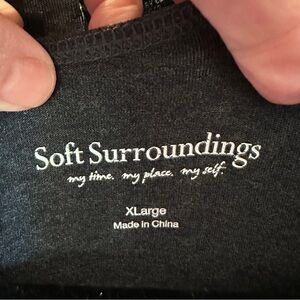 Soft Surroundings
my time. my place. my self.
XLarge
Made in China